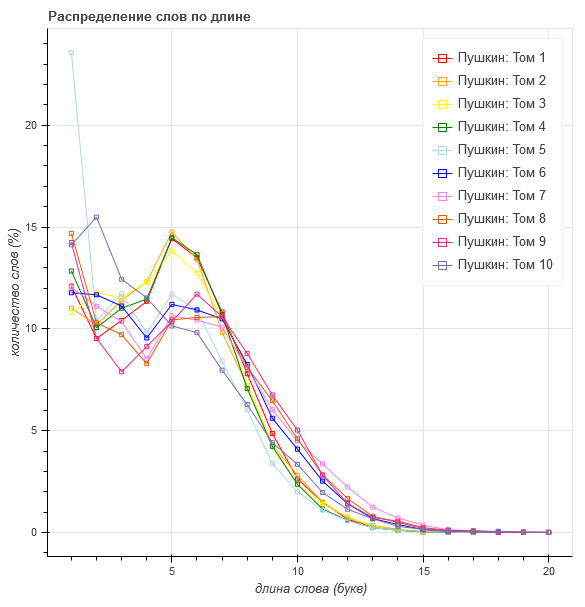 Распределение слов по длине
количество слов (%)
20
15
10
5
0
5
10
15
20
длина слова (букв)
Пушкин: Том 1
Пушкин: Том 2
Пушкин: Том 3
Пушкин: Том 4
Пушкин: Том 5
Пушкин: Том 6
Пушкин: Том 7
Пушкин: Том 8
Пушкин: Том 9
Пушкин: Том 10